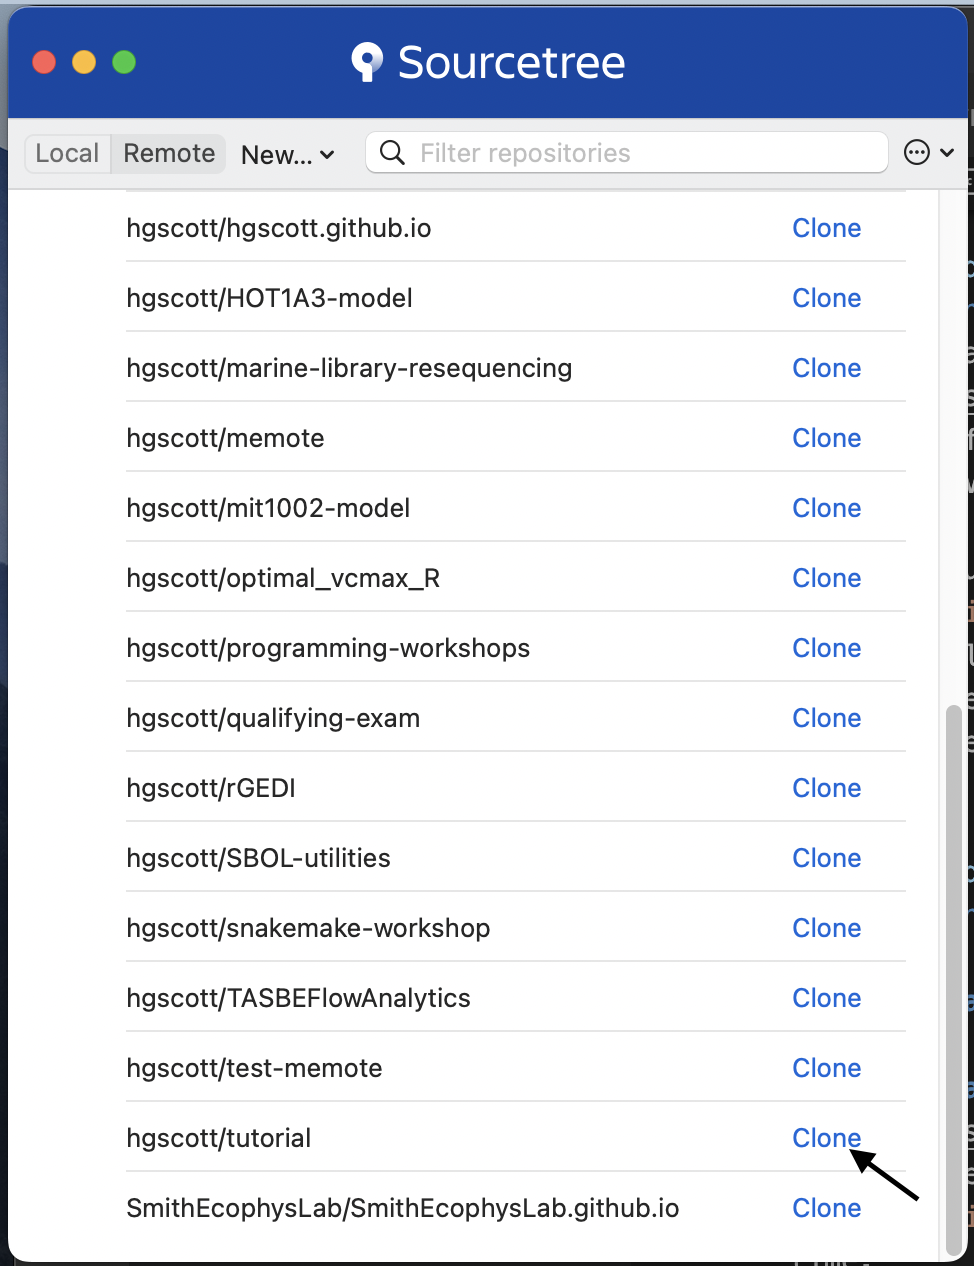 Sourcetree
Local Remote New... Filter repositories
hgscott/hgscott.github.io Clone
hgscott/HOT1A3-model Clone
hgscott/marine-library-resequencing Clone
hgscott/memote Clone
hgscott/mit1002-model Clone
hgscott/optimal_vcmax_R Clone
hgscott/programming-workshops Clone
hgscott/qualifying-exam Clone
hgscott/rGEDI Clone
hgscott/SBOL-utilities Clone
hgscott/snakemake-workshop Clone
hgscott/TASBEFlowAnalytics Clone
hgscott/test-memote Clone
hgscott/tutorial Clone
SmithEcophysLab/SmithEcophysLab.github.io Clone